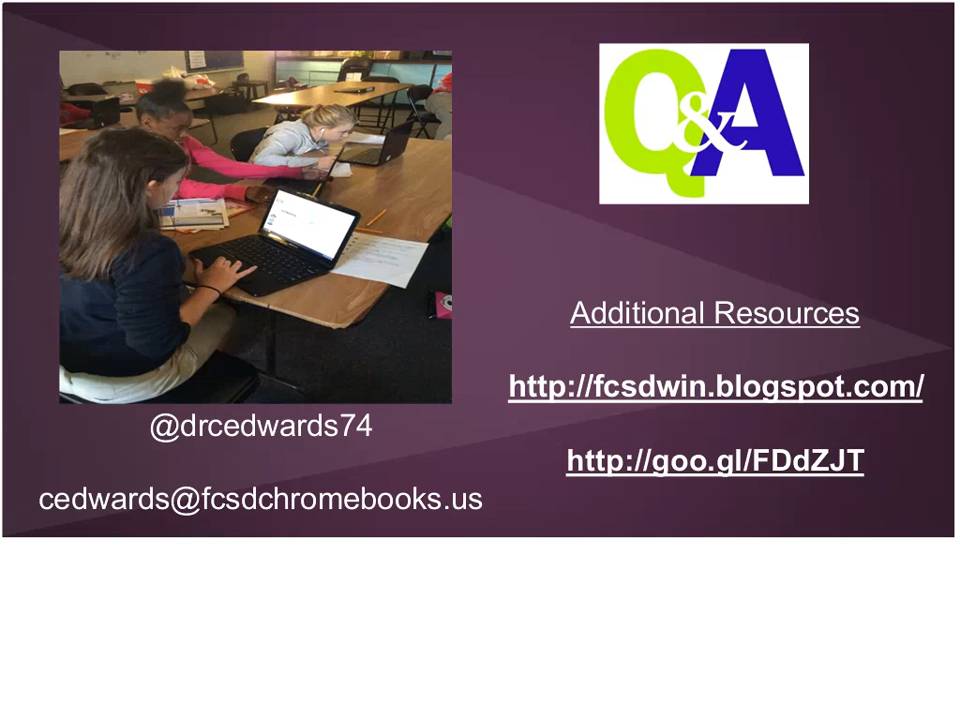 Q&A
Additional Resources
http://fcsdwin.blogspot.com/
http://goo.gl/FDdZJT
@drcedwards74
cedwards@fcsdchromebooks.us